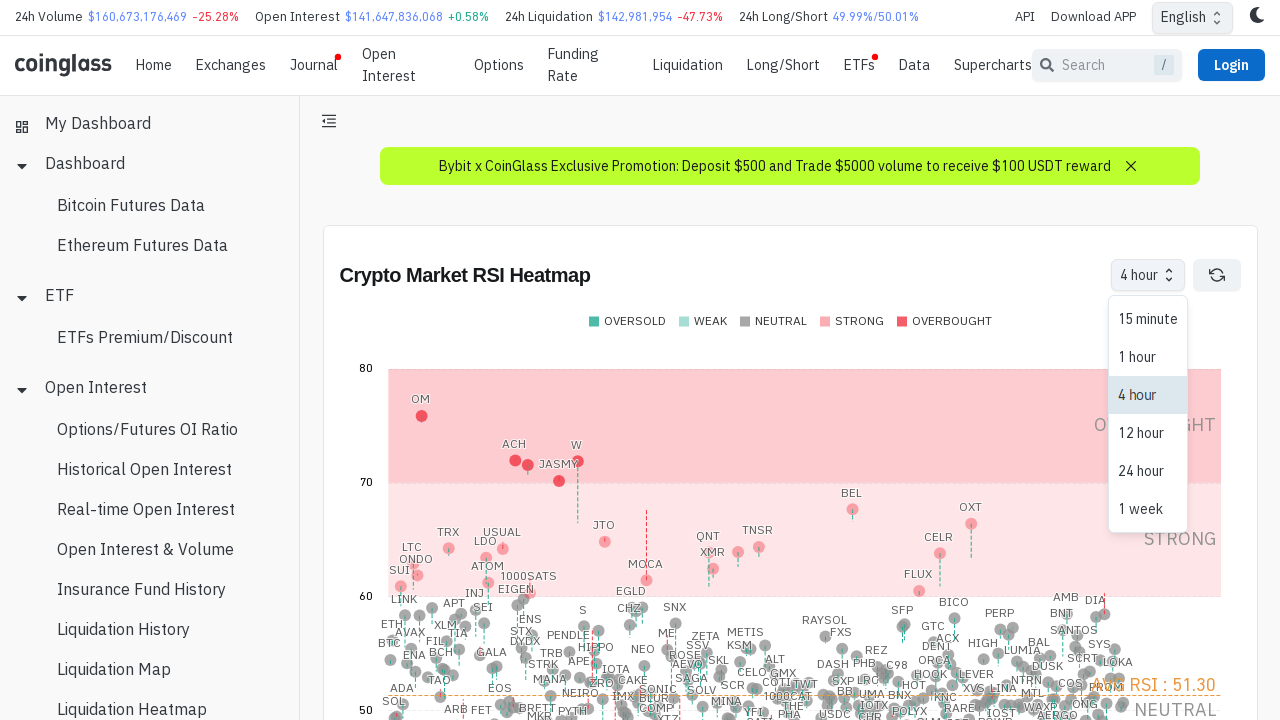 24h Volume $160,673,176,469 -25.28% Open Interest $141,647,836,068 +0.58% 24h Liquidation $142,981,954 -47.73% 24h Long/Short 49.99%/50.01% API Download APP English
coinglass Home Exchanges Journal Open Interest Options Funding Rate Liquidation Long/Short ETFs Data Supercharts Search / Login
My Dashboard
Dashboard
Bitcoin Futures Data
Ethereum Futures Data
ETF
ETFs Premium/Discount
Open Interest
Options/Futures OI Ratio
Historical Open Interest
Real-time Open Interest
Open Interest & Volume
Insurance Fund History
Liquidation History
Liquidation Map
Liquidation Heatmap
Bybit x CoinGlass Exclusive Promotion: Deposit $500 and Trade $5000 volume to receive $100 USDT reward
Crypto Market RSI Heatmap
4 hour
15 minute
1 hour
4 hour
12 hour
24 hour
1 week
OVERSOLD WEAK NEUTRAL STRONG OVERBOUGHT
80
OM
ACH W
JASMY
70
BEL
OXT
TRX USUAL JTO TNSR
LDO QNT CELR
LTC XMR
ONDO
SUI ATOM 1000SATS MOCA FLUX
STRONG
60
LINK INJ EIGEN EGLD
APT SEI S CHZ SNX SFP BICO AMB DIA
ETH XLM ENS RAYSOL PERP BNT
BTC AVAX TIA STX PENDLE ME ZETA METIS FXS GTC SANTOS
FIL DYDX HIPPO SSV KSM REZ ACX HIGH BAL SYS
ENA BCH GALA TRB NEO ROSE DENT LUMIA
STRK APE AEVO SKL ALT DASH PHB C98 ORCA DUSK SCRT LOKA
TAO MANA IOTA SAGA CELO GMX SXP LRC HOOK LEVER NTRN
ADA EOS ZRO CAKE SCR COTI TWT HOT XVS LINA COS PROM
AVG RSI : 51.30
NEIRO SONIC SOLV BB UMA BNX KNC MTL
SOL IMX BLUR 1000CAT
50 ARB FET BRETT PYTH COMP MINA YFI THE USDC IOTX POLYX RARE IOST WAXP ONG
MKR PHA CHR AERGO
NEUTRAL